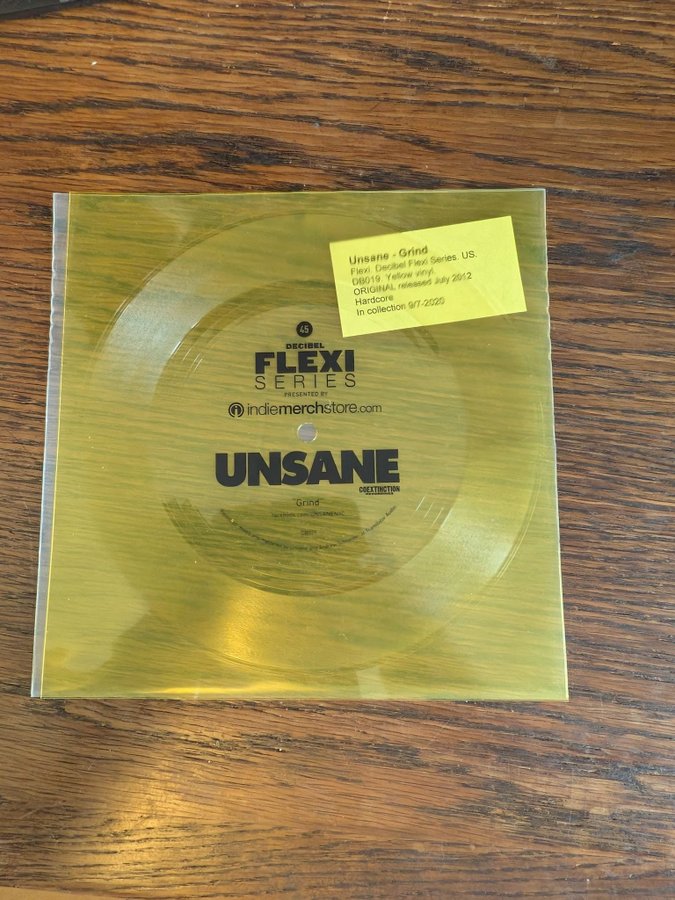 Unsane - Grind
Flexi. Decibel Flexi Series. US.
DB019. Yellow vinyl.
ORIGINAL released July 2012
Hardcore
In collection 9/7-2020
45
DECIBEL
FLEXI
SERIES
PRESENTED BY
indiemerchstore.com
UNSANE
COEXTINCTION
"Grind"